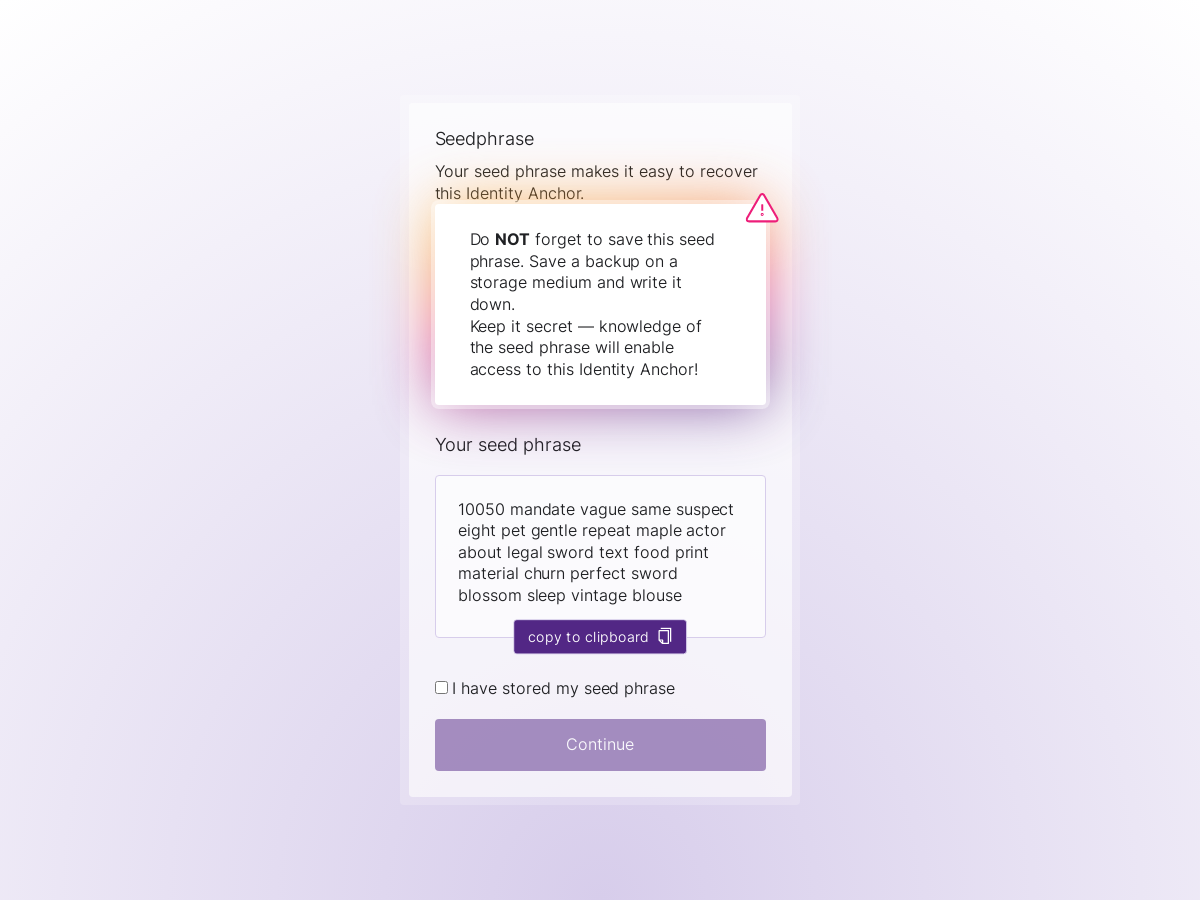 Seedphrase
Your seed phrase makes it easy to recover
this Identity Anchor.
Do NOT forget to save this seed
phrase. Save a backup on a
storage medium and write it
down.
Keep it secret — knowledge of
the seed phrase will enable
access to this Identity Anchor!
Your seed phrase
10050 mandate vague same suspect
eight pet gentle repeat maple actor
about legal sword text food print
material churn perfect sword
blossom sleep vintage blouse
copy to clipboard
I have stored my seed phrase
Continue